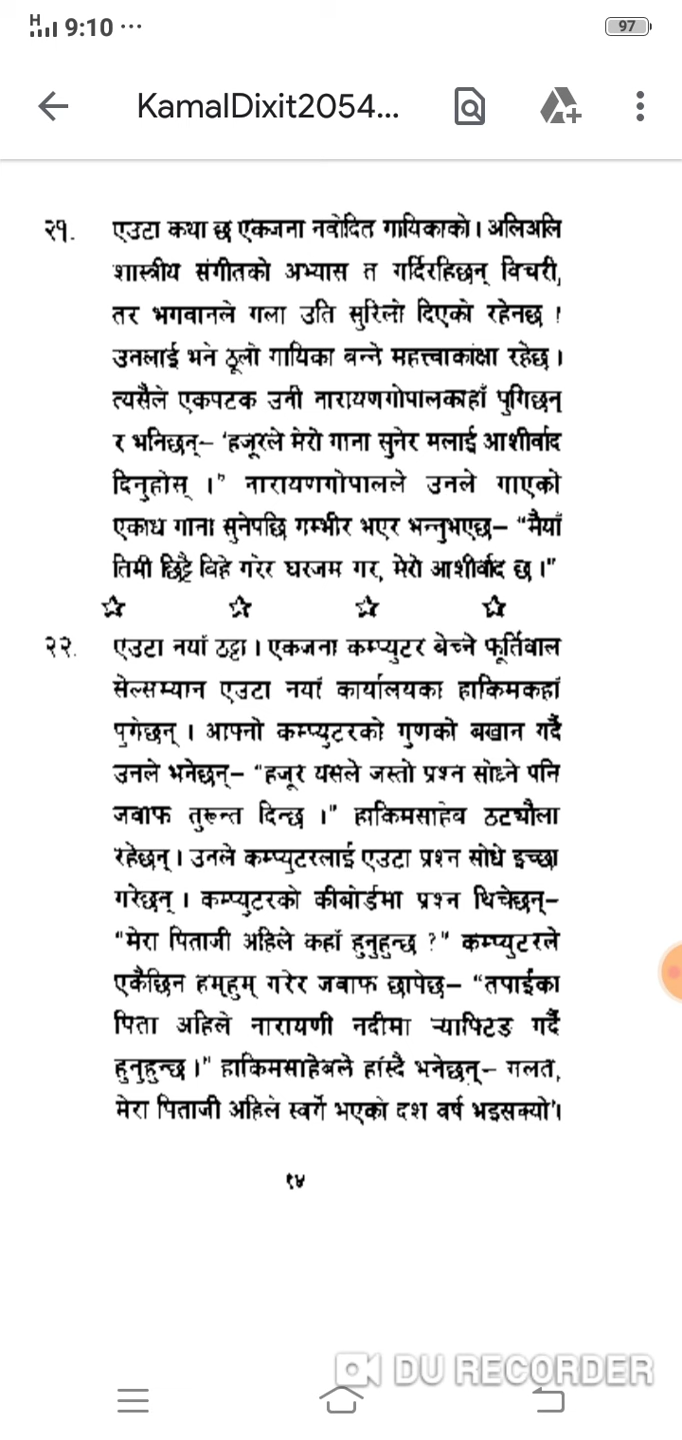 H 9:10 ...
97
KamalDixit2054...
२१. एउटा कथा छ एकजना नवोदित गायिकाको। अलिअलि
शास्त्रीय संगीतको अभ्यास त गर्दिरहिछन् विचरी,
तर भगवानले गला उति सुरिलो दिएको रहेनछ।
उनलाई भने ठूलो गायिका बन्ने महत्त्वाकांक्षा रहेछ।
त्यसैले एकपटक उनी नारायणगोपालकहाँ पुगिछन्
र भनिछन्– 'हजूरले मेरो गाना सुनेर मलाई आशीर्वाद
दिनुहोस् ।" नारायणगोपालले उनले गाएको
एकाध गाना सुनेपछि गम्भीर भएर भन्नुभएछ– "मैयाँ
तिमी छिट्टै बिहे गरेर घरजम गर, मेरो आशीर्वाद छ।"
२२. एउटा नयाँ ठट्टा। एकजना कम्प्युटर बेच्ने फूर्तिवाल
सेल्सम्यान एउटा नयाँ कार्यालयका हाकिमकहाँ
पुगेछन् । आफ्नो कम्प्युटरको गुणको बखान गर्दै
उनले भनेछन्– "हजूर यसले जस्तो प्रश्न सोध्ने पनि
जवाफ तुरून्त दिन्छ ।" हाकिमसाहेब ठट्यौला
रहेछन्। उनले कम्प्युटरलाई एउटा प्रश्न सोधे इच्छा
गरेछन् । कम्प्युटरको कीबोर्डमा प्रश्न थिचेछन्–
"मेरा पिताजी अहिले कहाँ हुनुहुन्छ ?" कम्प्युटरले
एकैछिन हम्हुम् गरेर जवाफ छापेछ– "तपाईका
पिता अहिले नारायणी नदीमा ऱ्याफ्टिङ गर्दै
हुनुहुन्छ।" हाकिमसाहेबले हांस्दै भनेछन्– गलत,
मेरा पिताजी अहिले स्वर्गे भएको दश वर्ष भइसक्यो'।
१४
DU RECORDER